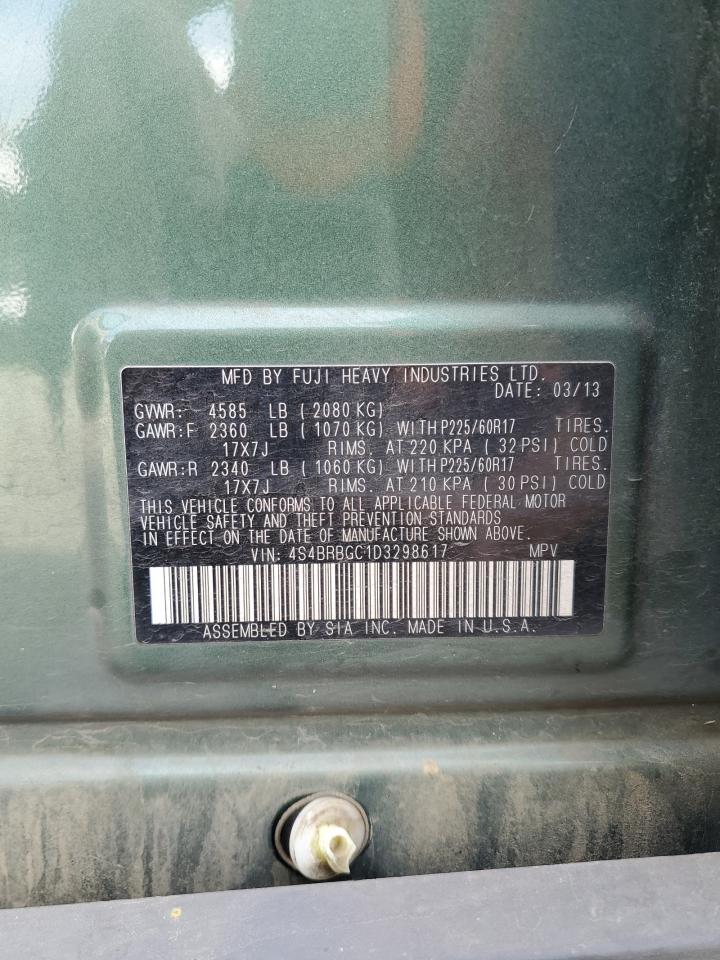 MFD BY FUJI HEAVY INDUSTRIES LTD.
DATE: 03/13
GVWR: 4585 LB ( 2080 KG)
GAWR:F 2360 LB ( 1070 KG) WITH P225/60R17 TIRES.
17X7J RIMS. AT 220 KPA ( 32 PSI) COLD
GAWR:R 2340 LB ( 1060 KG) WITH P225/60R17 TIRES.
17X7J RIMS. AT 210 KPA ( 30 PSI) COLD
THIS VEHICLE CONFORMS TO ALL APPLICABLE FEDERAL MOTOR
VEHICLE SAFETY AND THEFT PREVENTION STANDARDS
IN EFFECT ON THE DATE OF MANUFACTURE SHOWN ABOVE.
VIN: 4S4BRBGC1D3298617 MPV
ASSEMBLED BY SIA INC. MADE IN U.S.A.